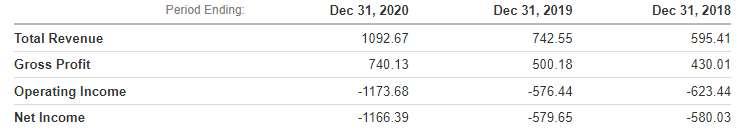 Period Ending: Dec 31, 2020 Dec 31, 2019 Dec 31, 2018
Total Revenue 1092.67 742.55 595.41
Gross Profit 740.13 500.18 430.01
Operating Income -1173.68 -576.44 -623.44
Net Income -1166.39 -579.65 -580.03